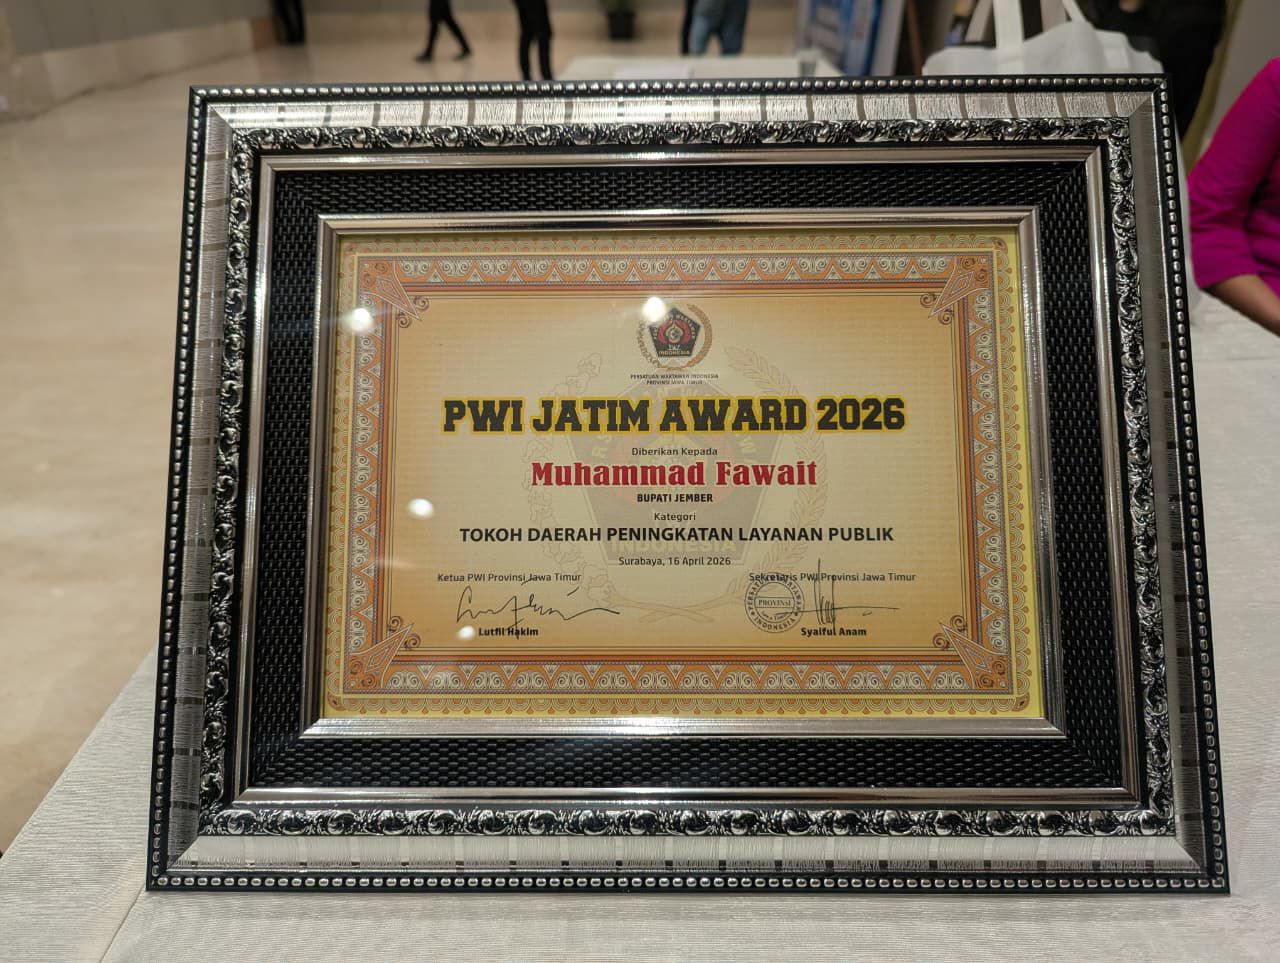 PERSATUAN WARTAWAN INDONESIA
PROVINSI JAWA TIMUR
PWI JATIM AWARD 2026
Diberikan Kepada
Muhammad Fawait
BUPATI JEMBER
Kategori
TOKOH DAERAH PENINGKATAN LAYANAN PUBLIK
Surabaya, 16 April 2026
Ketua PWI Provinsi Jawa Timur
Sekretaris PWI Provinsi Jawa Timur
PROVINSI
INDONESIA
Lutfil Hakim
Syaiful Anam